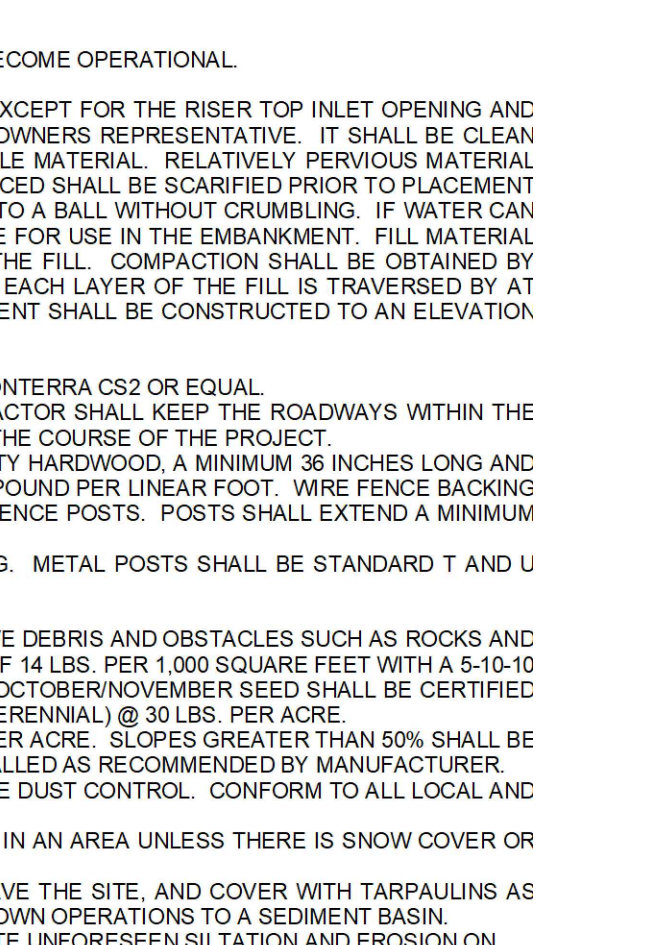 ECOME OPERATIONAL.
XCEPT FOR THE RISER TOP INLET OPENING AND
OWNERS REPRESENTATIVE. IT SHALL BE CLEAN
LE MATERIAL. RELATIVELY PERVIOUS MATERIAL
CED SHALL BE SCARIFIED PRIOR TO PLACEMENT
TO A BALL WITHOUT CRUMBLING. IF WATER CAN
E FOR USE IN THE EMBANKMENT. FILL MATERIAL
THE FILL. COMPACTION SHALL BE OBTAINED BY
EACH LAYER OF THE FILL IS TRAVERSED BY AT
ENT SHALL BE CONSTRUCTED TO AN ELEVATION
ONTERRA CS2 OR EQUAL.
ACTOR SHALL KEEP THE ROADWAYS WITHIN THE
THE COURSE OF THE PROJECT.
TY HARDWOOD, A MINIMUM 36 INCHES LONG AND
POUND PER LINEAR FOOT. WIRE FENCE BACKING
ENCE POSTS. POSTS SHALL EXTEND A MINIMUM
G. METAL POSTS SHALL BE STANDARD T AND U
VE DEBRIS AND OBSTACLES SUCH AS ROCKS AND
F 14 LBS. PER 1,000 SQUARE FEET WITH A 5-10-10
OCTOBER/NOVEMBER SEED SHALL BE CERTIFIED
ERENNIAL) @ 30 LBS. PER ACRE.
ER ACRE. SLOPES GREATER THAN 50% SHALL BE
ALLED AS RECOMMENDED BY MANUFACTURER.
E DUST CONTROL. CONFORM TO ALL LOCAL AND
IN AN AREA UNLESS THERE IS SNOW COVER OR
AVE THE SITE, AND COVER WITH TARPAULINS AS
OWN OPERATIONS TO A SEDIMENT BASIN.
TE UNFORESEEN SILTATION AND EROSION ON